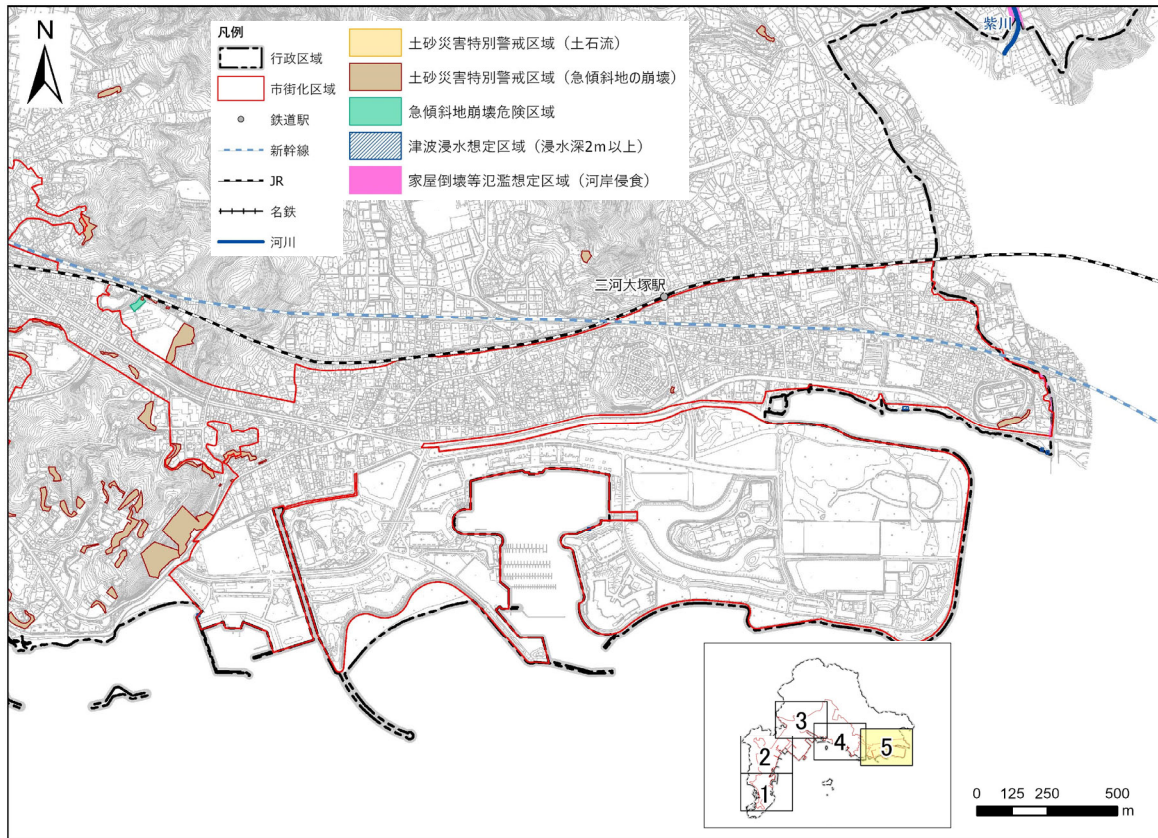 N
凡例
行政区域
市街化区域
鉄道駅
新幹線
JR
名鉄
河川
土砂災害特別警戒区域（土石流）
土砂災害特別警戒区域（急傾斜地の崩壊）
急傾斜地崩壊危険区域
津波浸水想定区域（浸水深2m以上）
家屋倒壊等氾濫想定区域（河岸侵食）
紫川
三河大塚駅
3
4
5
2
1
0 125 250 500
m